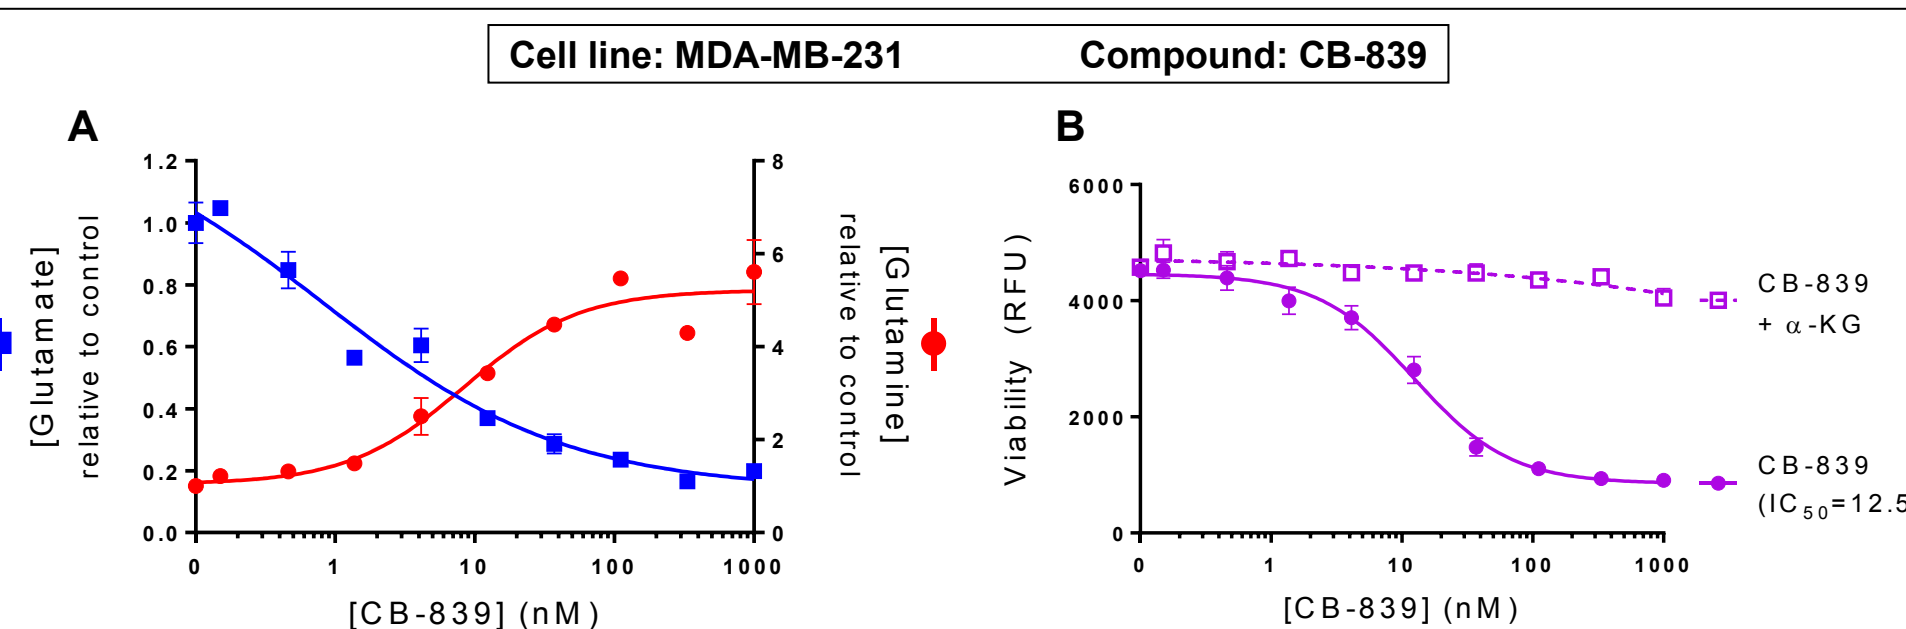 Cell line: MDA-MB-231 Compound: CB-839
A
[Glutamate]
relative to control
1.2
1.0
0.8
0.6
0.4
0.2
0.0
8
6
4
2
0
[Glutamine]
relative to control
0 1 10 100 1000
[CB-839] (nM)
B
Viability (RFU)
6000
4000
2000
0
0 1 10 100 1000
[CB-839] (nM)
CB-839
+ α-KG
CB-839
(IC50=12.5